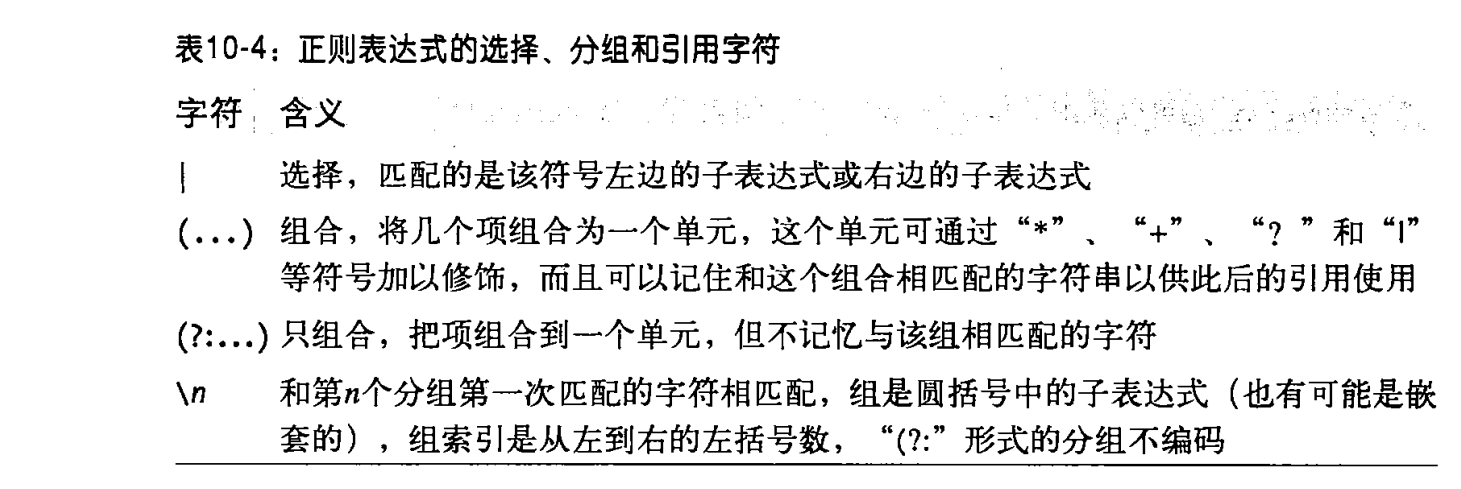 表10-4：正则表达式的选择、分组和引用字符
字符 含义
| 选择，匹配的是该符号左边的子表达式或右边的子表达式
(...) 组合，将几个项组合为一个单元，这个单元可通过“*”、“+”、“？”和“|”
等符号加以修饰，而且可以记住和这个组合相匹配的字符串以供此后的引用使用
(?:...) 只组合，把项组合到一个单元，但不记忆与该组相匹配的字符
\n 和第n个分组第一次匹配的字符相匹配，组是圆括号中的子表达式（也有可能是嵌
套的），组索引是从左到右的左括号数，“(?:”形式的分组不编码